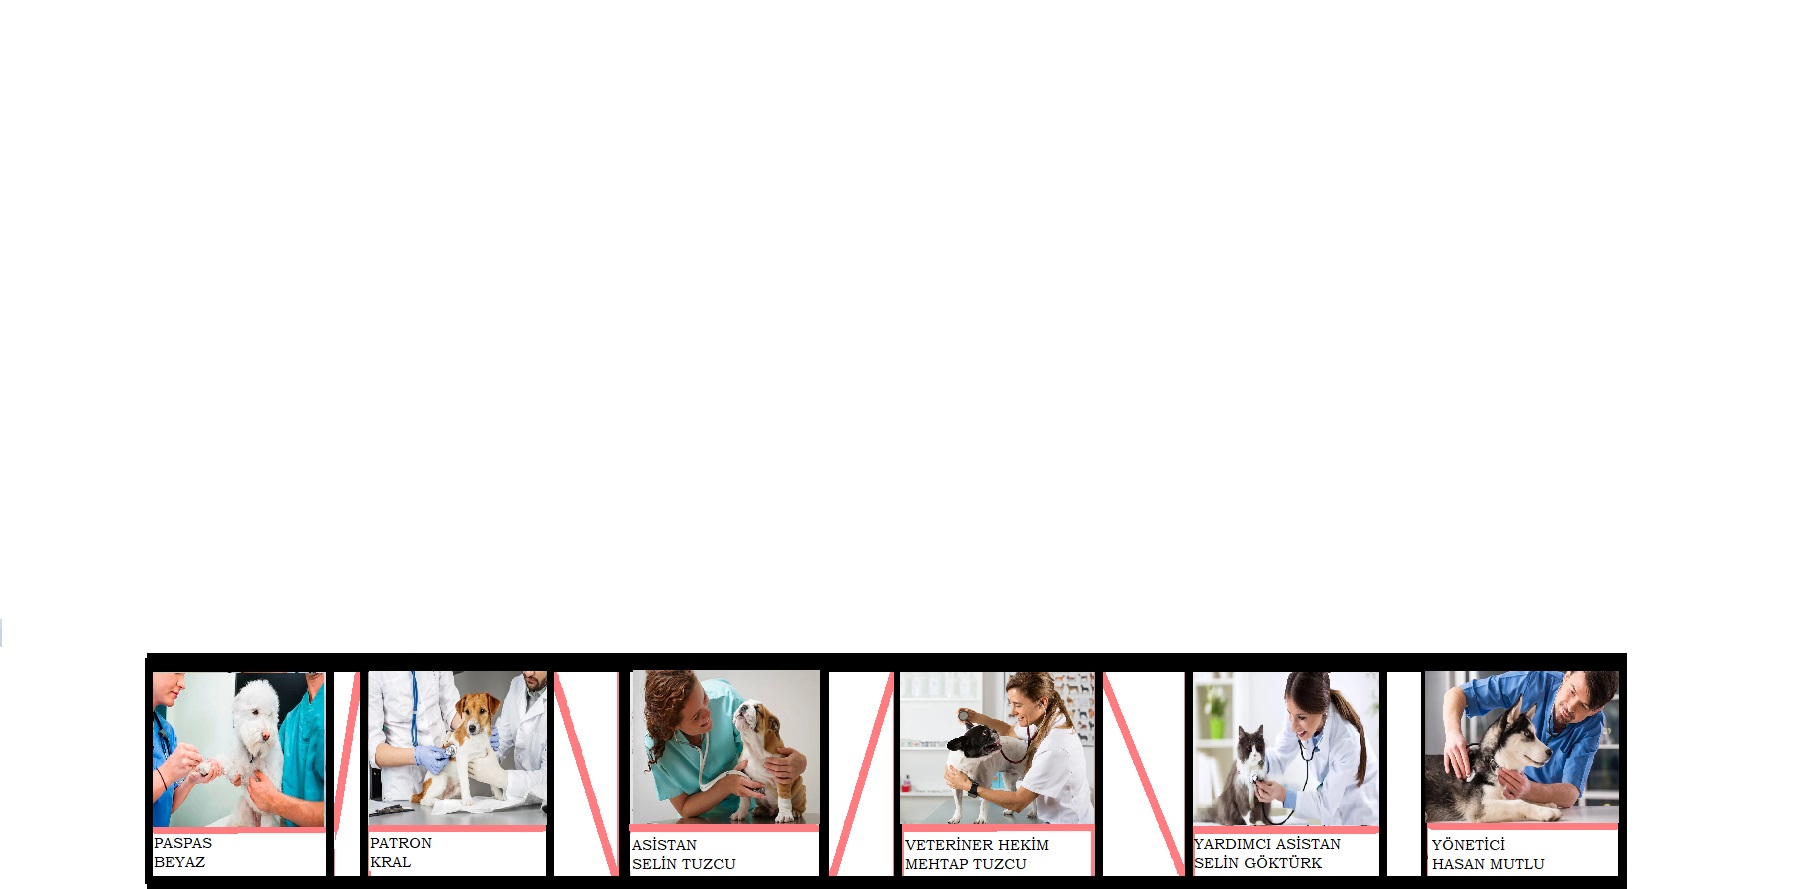 PASPAS
BEYAZ
PATRON
KRAL
ASİSTAN
SELİN TUZCU
VETERİNER HEKİM
MEHTAP TUZCU
YARDIMCI ASİSTAN
SELİN GÖKTÜRK
YÖNETİCİ
HASAN MUTLU